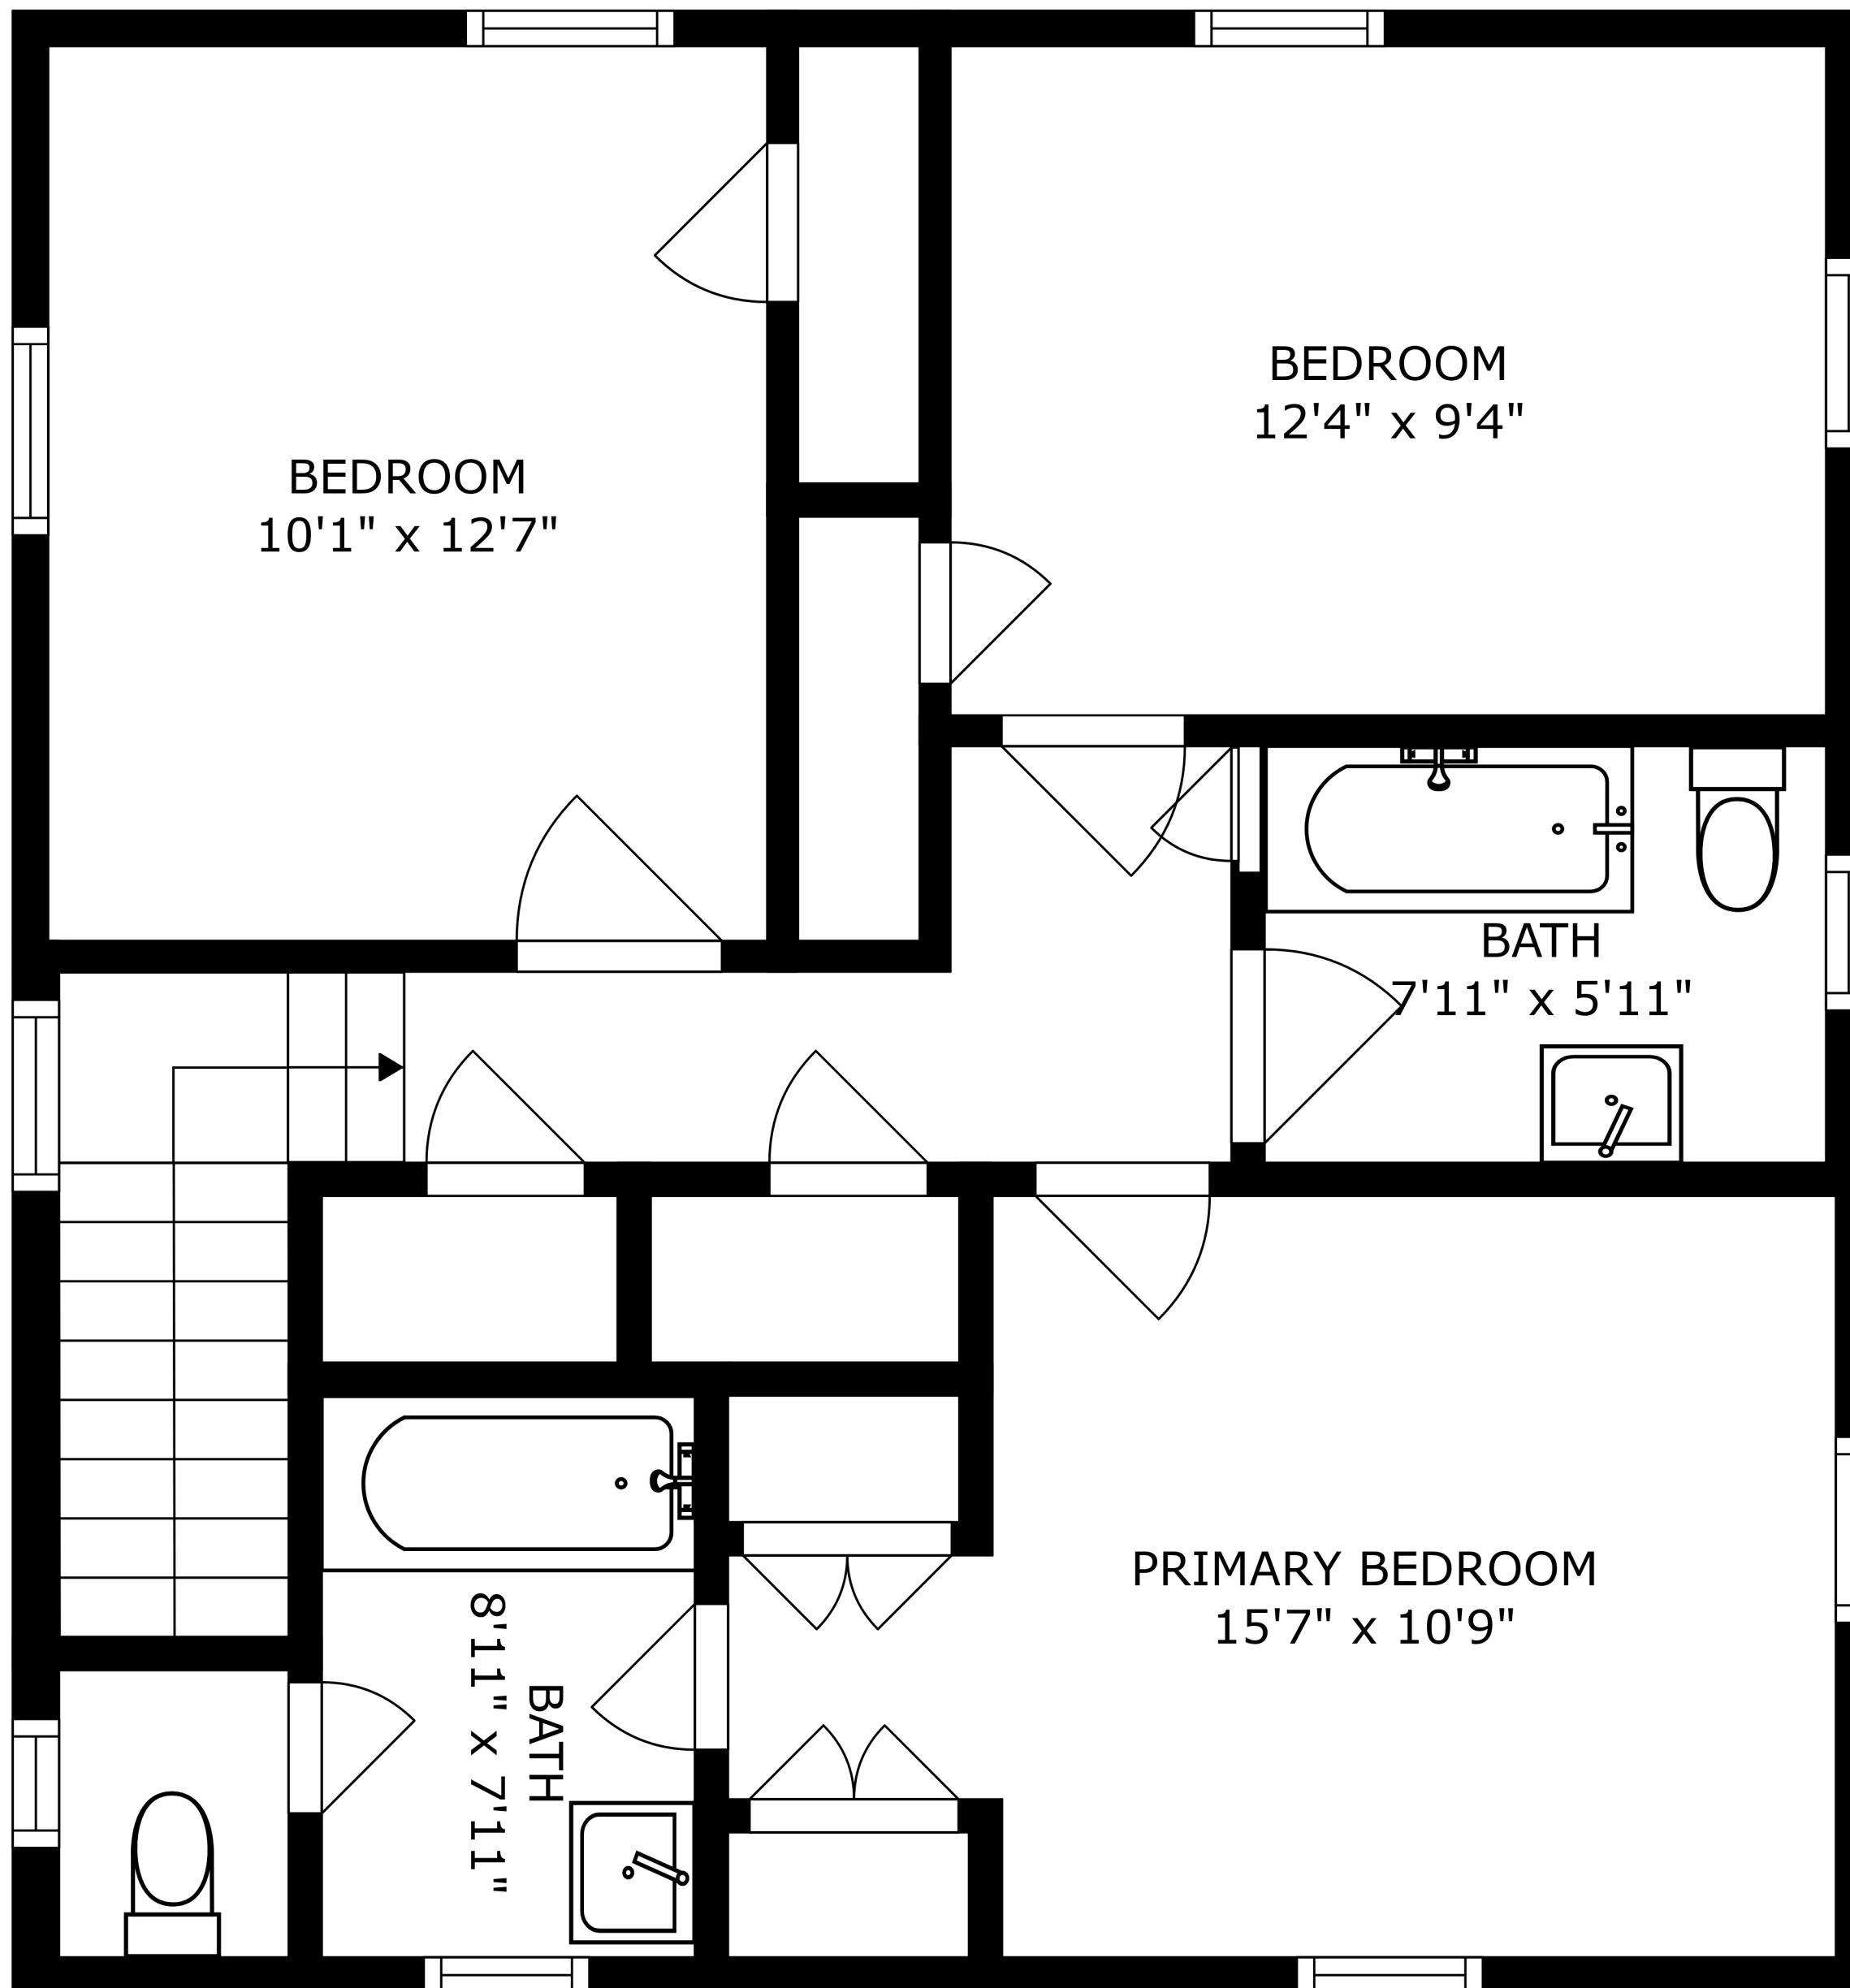 BEDROOM
12'4" x 9'4"
BEDROOM
10'1" x 12'7"
BATH
7'11" x 5'11"
PRIMARY BEDROOM
15'7" x 10'9"
BATH
8'11" x 7'11"